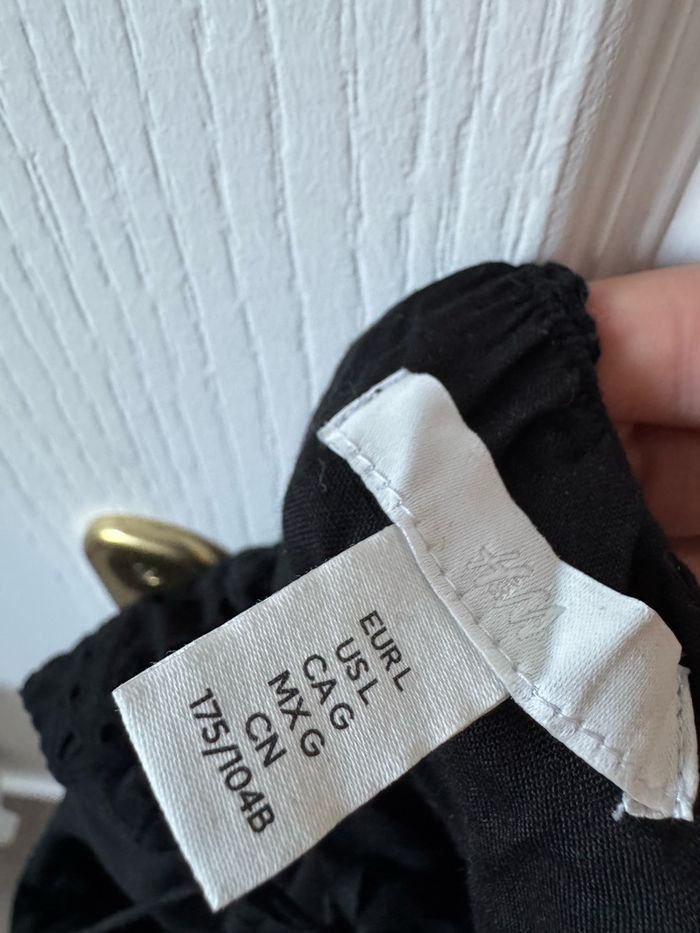 H&M
EUR L
US L
CA G
MX G
CN
175/104B